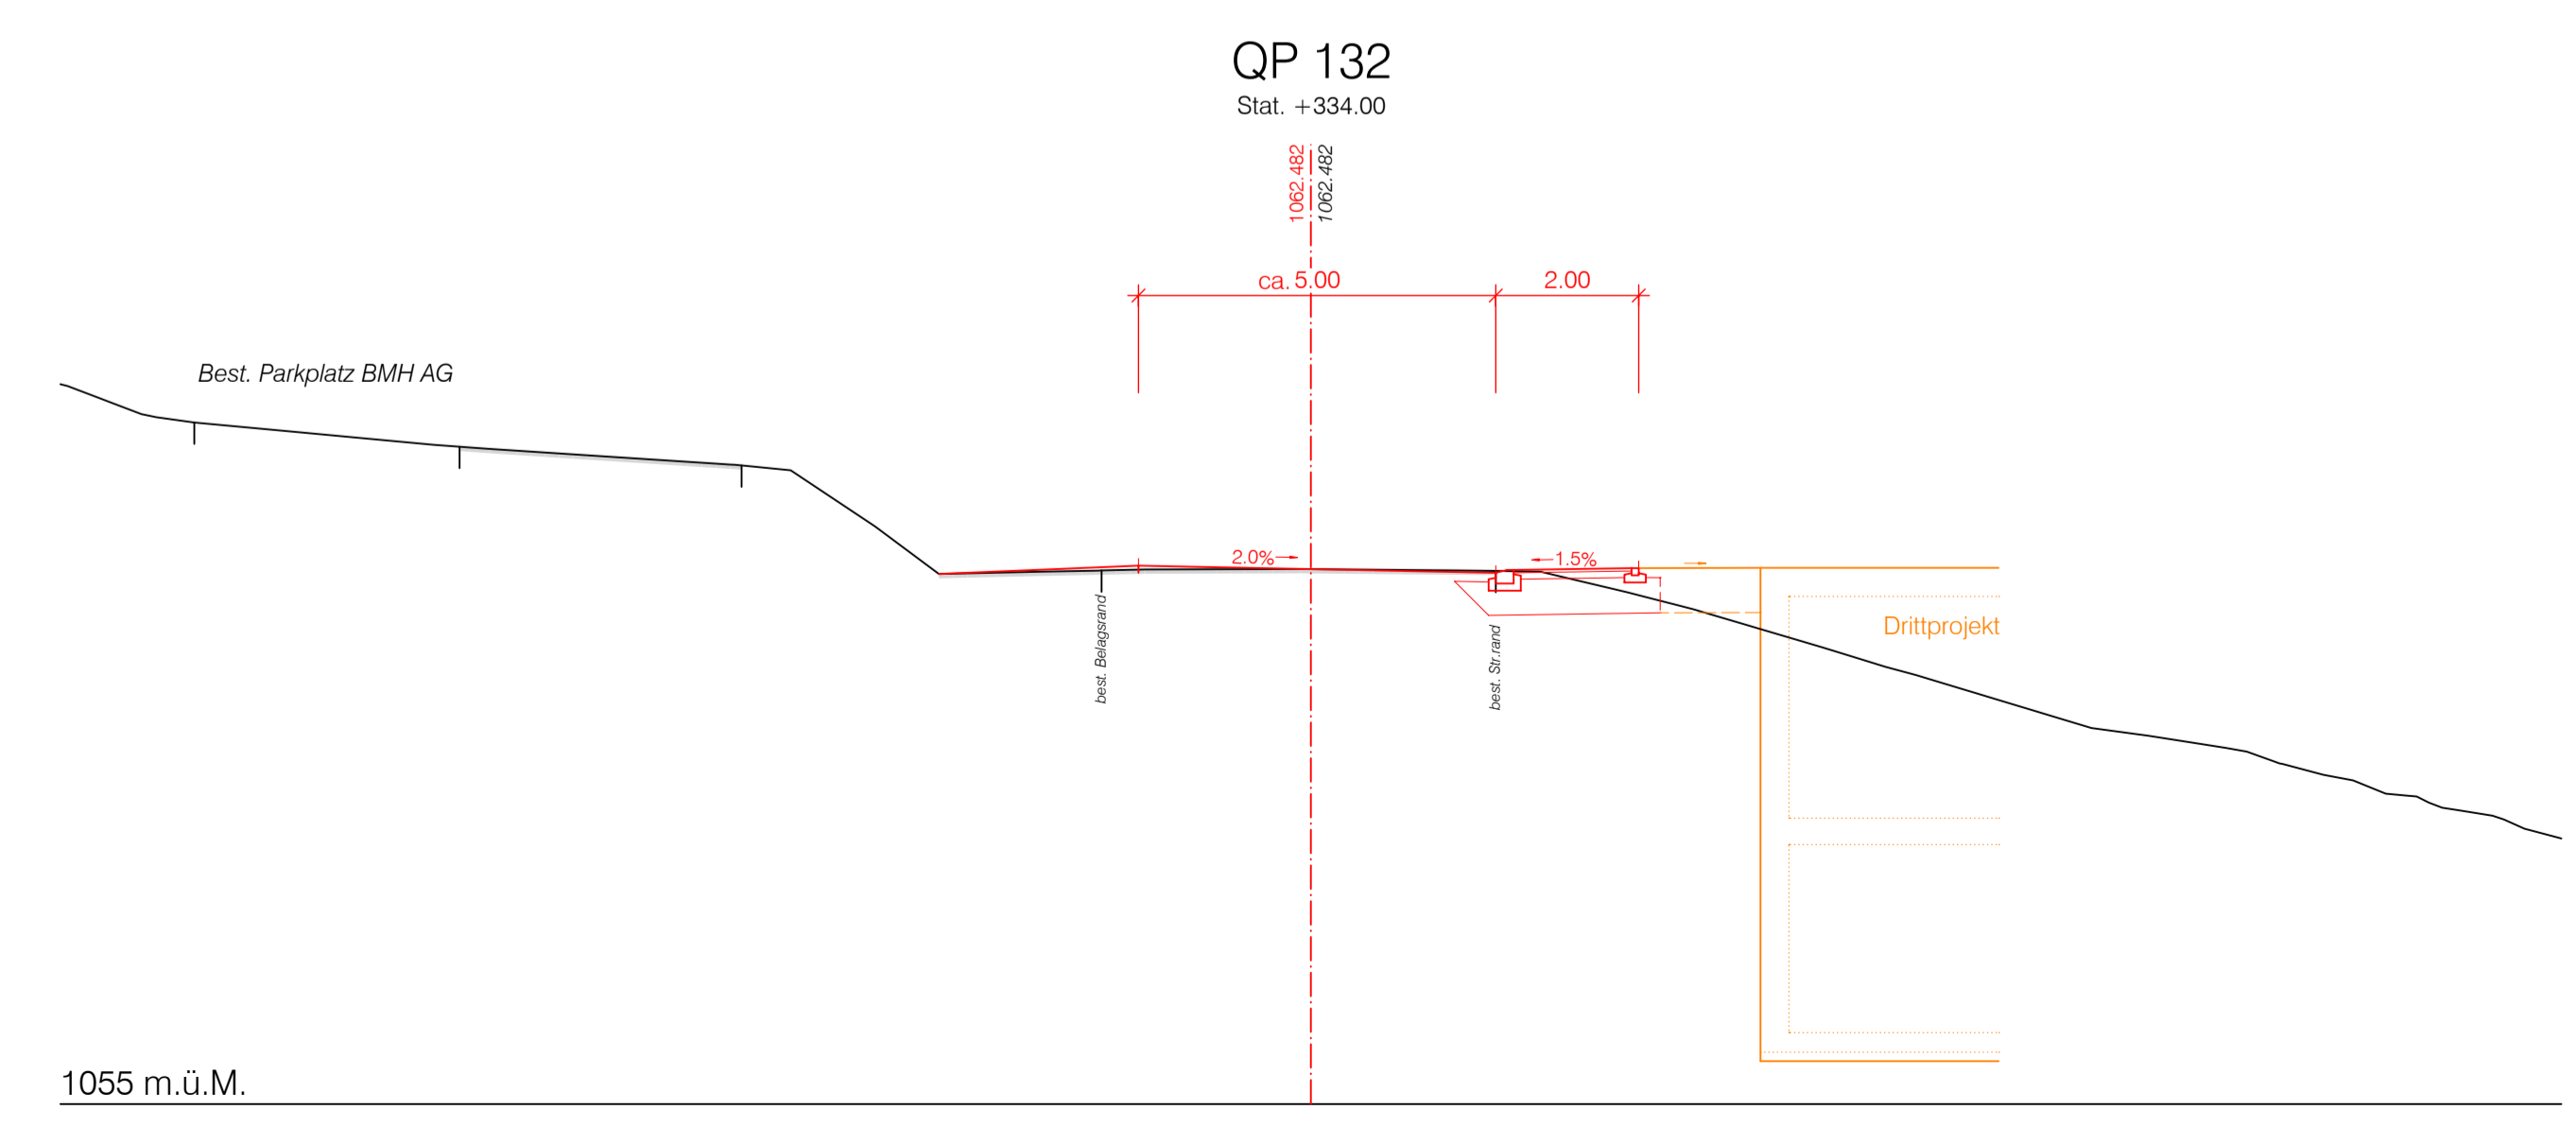 QP 132
Stat. +334.00
1062.482
1062.482
ca. 5.00
2.00
Best. Parkplatz BMH AG
2.0%
1.5%
best. Belagsrand
best. Str.rand
Drittprojekt
1055 m.ü.M.